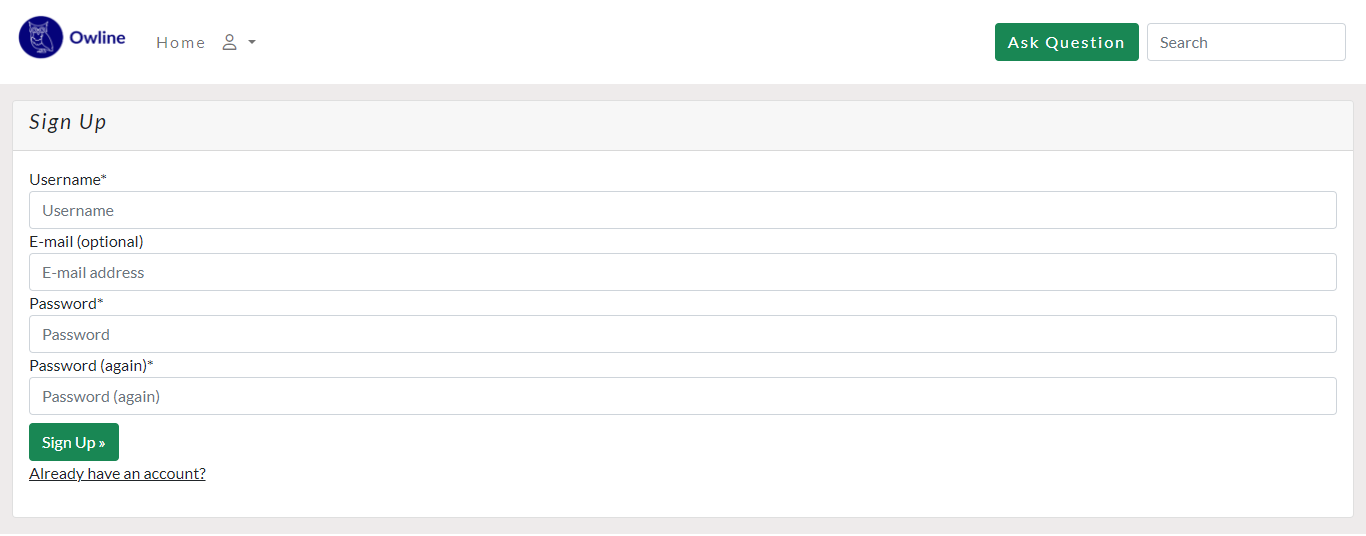 Owline Home Ask Question Search
Sign Up
Username*
Username
E-mail (optional)
E-mail address
Password*
Password
Password (again)*
Password (again)
Sign Up »
Already have an account?